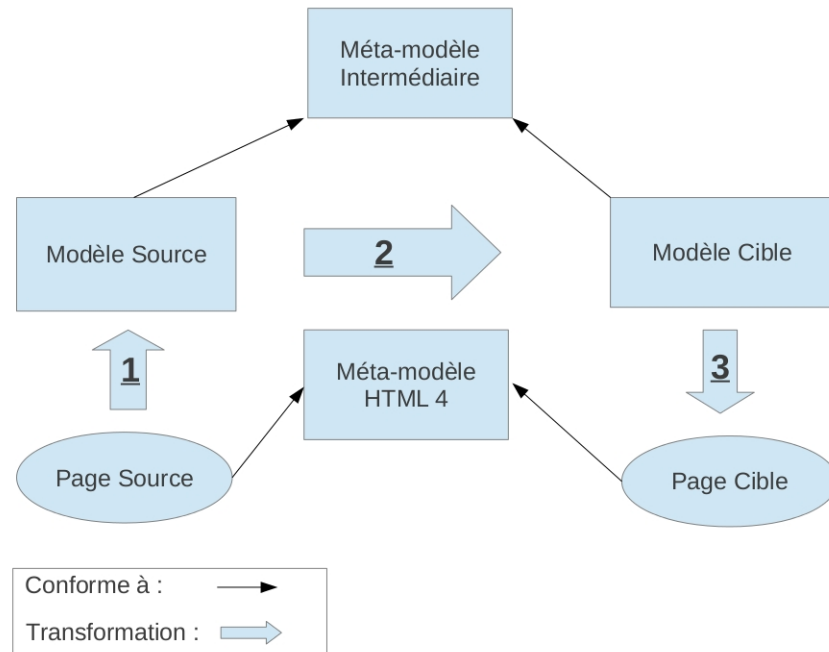 Méta-modèle
Intermédiaire
Modèle Source
2
Modèle Cible
1
Méta-modèle
HTML 4
3
Page Source
Page Cible
Conforme à :
Transformation :